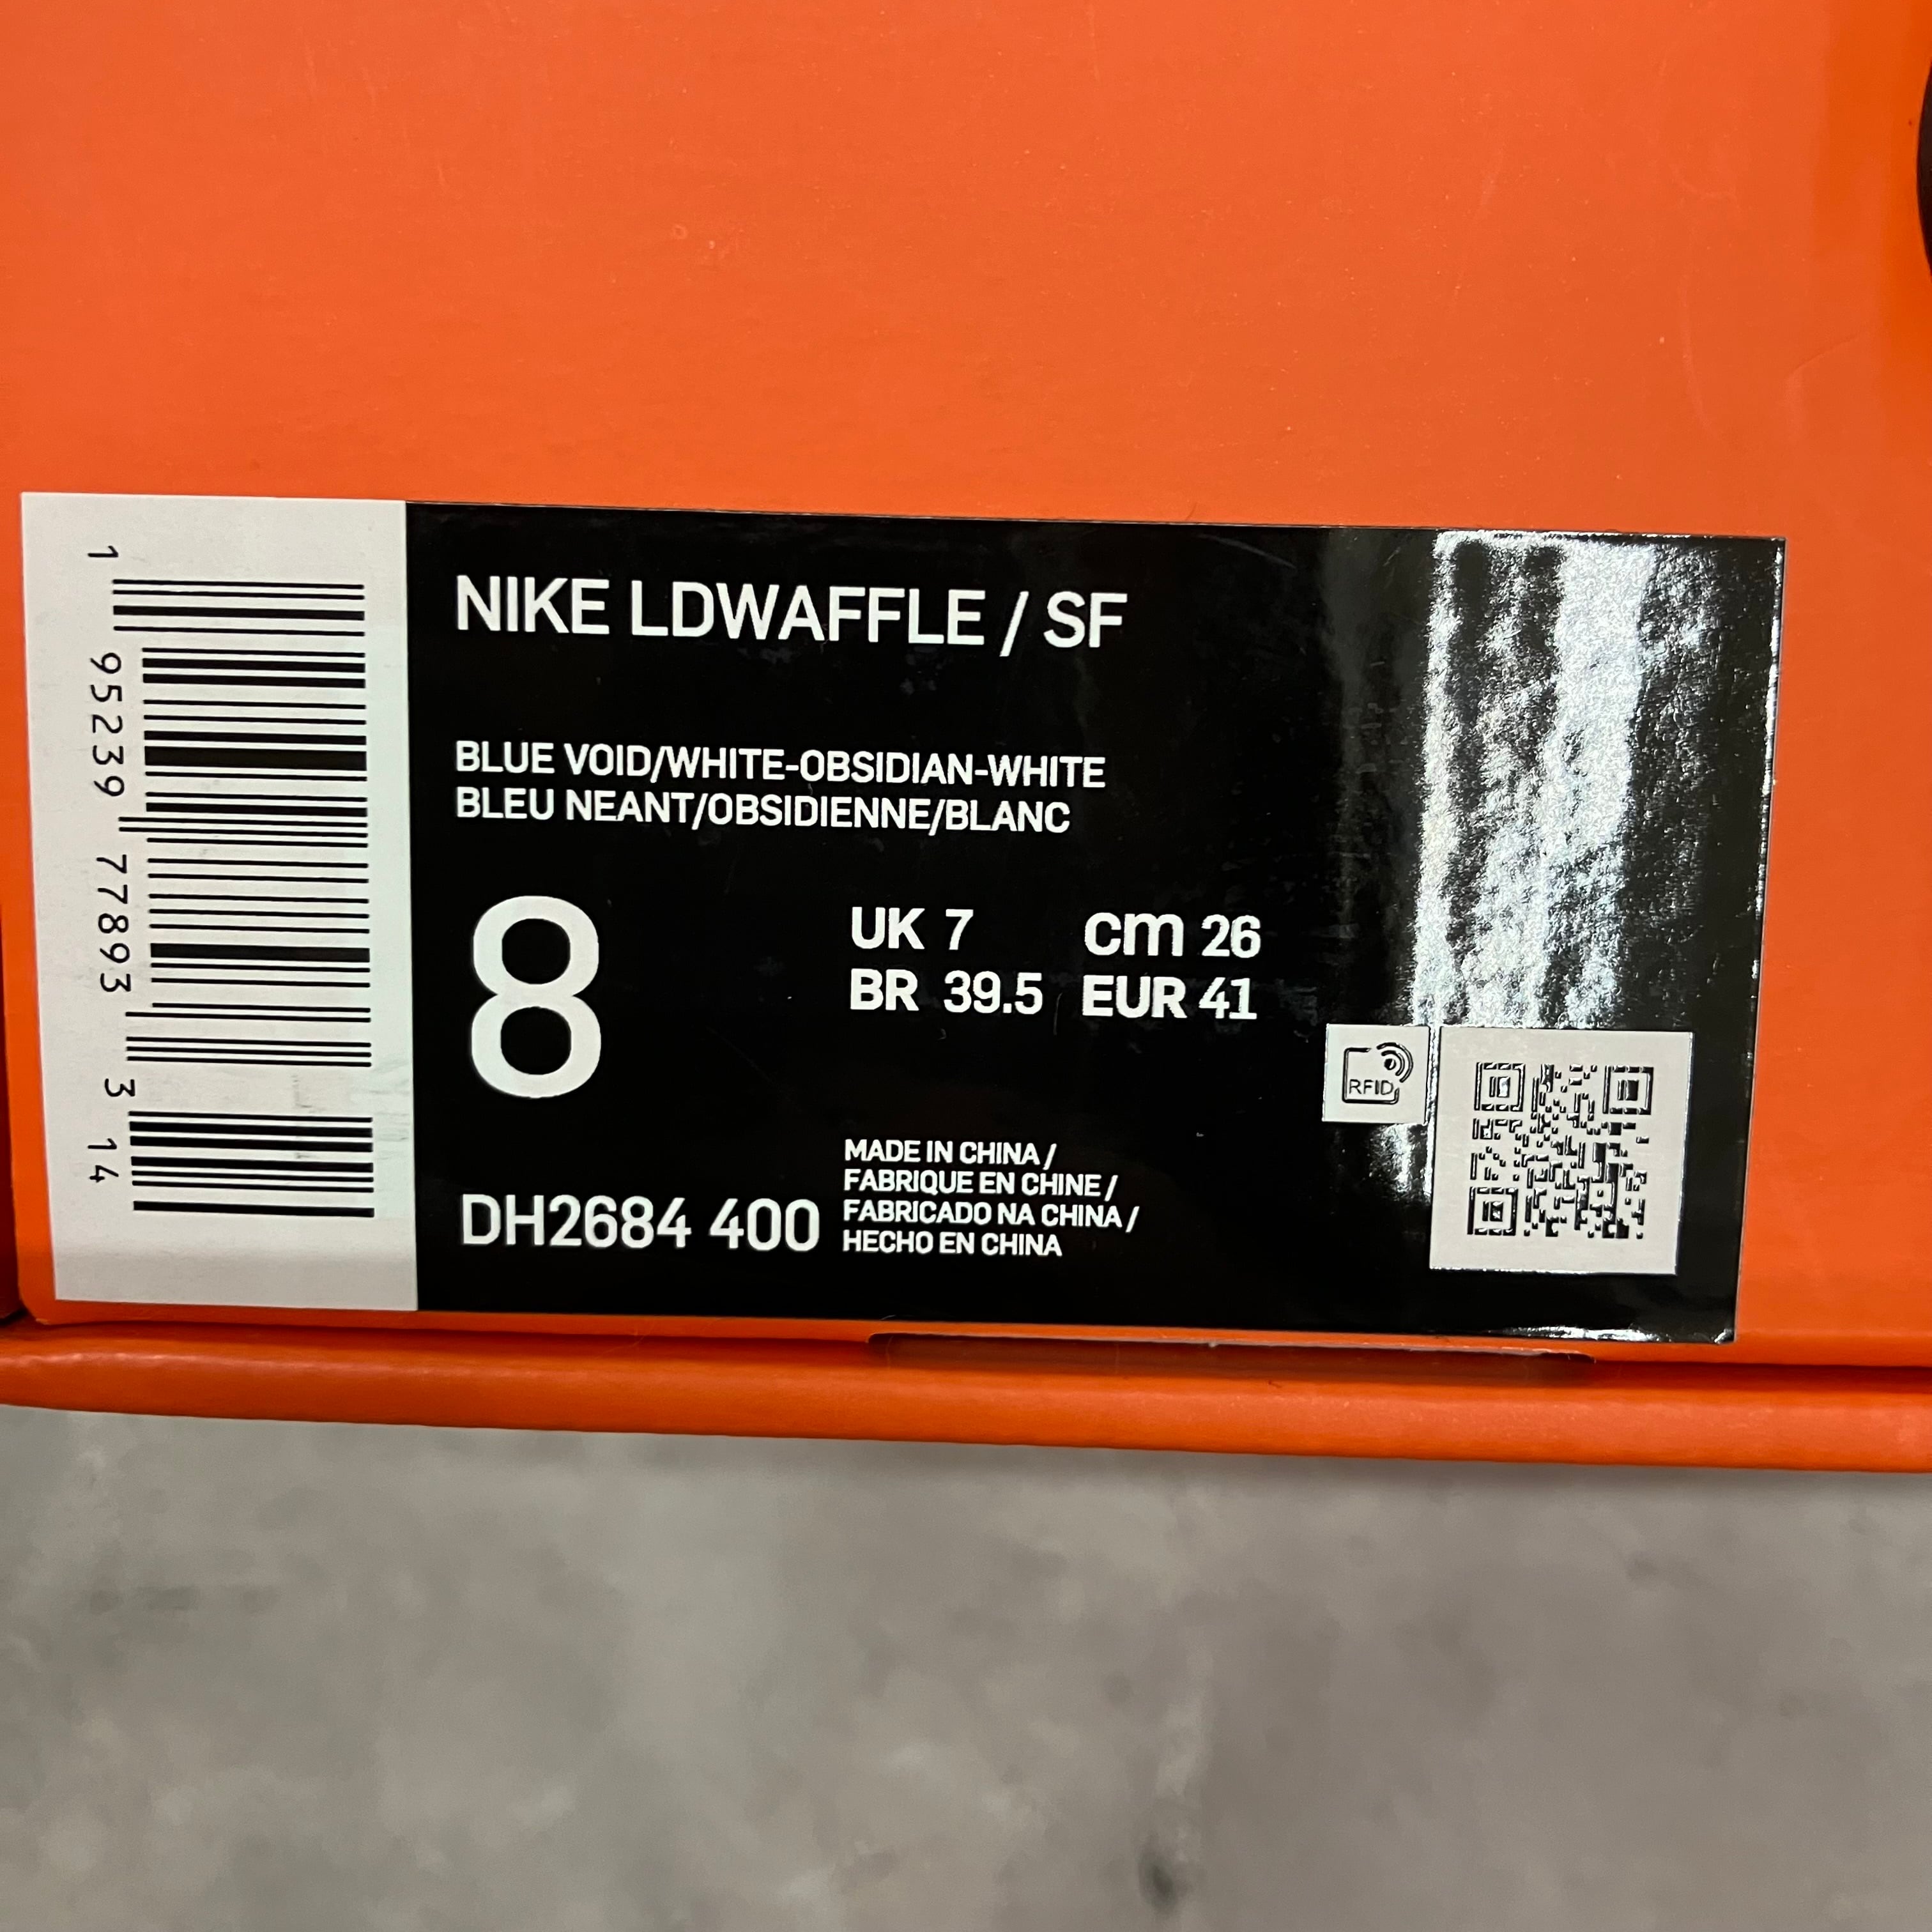 1 95239 77893 3 14
NIKE LDWAFFLE / SF
BLUE VOID/WHITE-OBSIDIAN-WHITE
BLEU NEANT/OBSIDIENNE/BLANC
8
UK 7 cm 26
BR 39.5 EUR 41
RFID
DH2684 400
MADE IN CHINA /
FABRIQUE EN CHINE /
FABRICADO NA CHINA /
HECHO EN CHINA